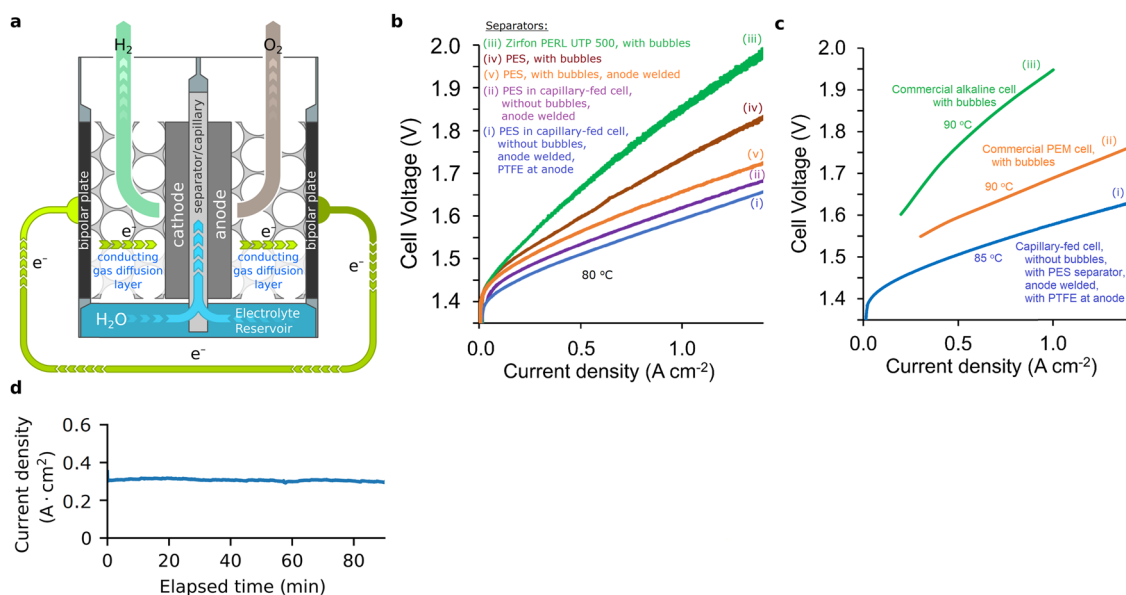 a
H₂
O₂
separator/capillary
bipolar plate
cathode
anode
bipolar plate
e⁻
e⁻
conducting
gas diffusion
layer
conducting
gas diffusion
layer
e⁻
e⁻
H₂O
Electrolyte
Reservoir
e⁻
b
Separators:
(iii) Zirfon PERL UTP 500, with bubbles
(iv) PES, with bubbles
(v) PES, with bubbles, anode welded
(ii) PES in capillary-fed cell,
without bubbles,
anode welded
(i) PES in capillary-fed cell,
without bubbles,
anode welded,
PTFE at anode
(iii)
(iv)
(v)
(ii)
(i)
80 °C
Cell Voltage (V)
2.0
1.9
1.8
1.7
1.6
1.5
1.4
0.0
0.5
1.0
Current density (A cm⁻²)
c
(iii)
Commercial alkaline cell
with bubbles
90 °C
(ii)
Commercial PEM cell,
with bubbles
90 °C
(i)
85 °C
Capillary-fed cell,
without bubbles,
with PES separator,
anode welded,
with PTFE at anode
Cell Voltage (V)
2.0
1.9
1.8
1.7
1.6
1.5
1.4
0.0
0.5
1.0
Current density (A cm⁻²)
d
Current density
(A · cm²)
0.6
0.4
0.2
0
0
20
40
60
80
Elapsed time (min)